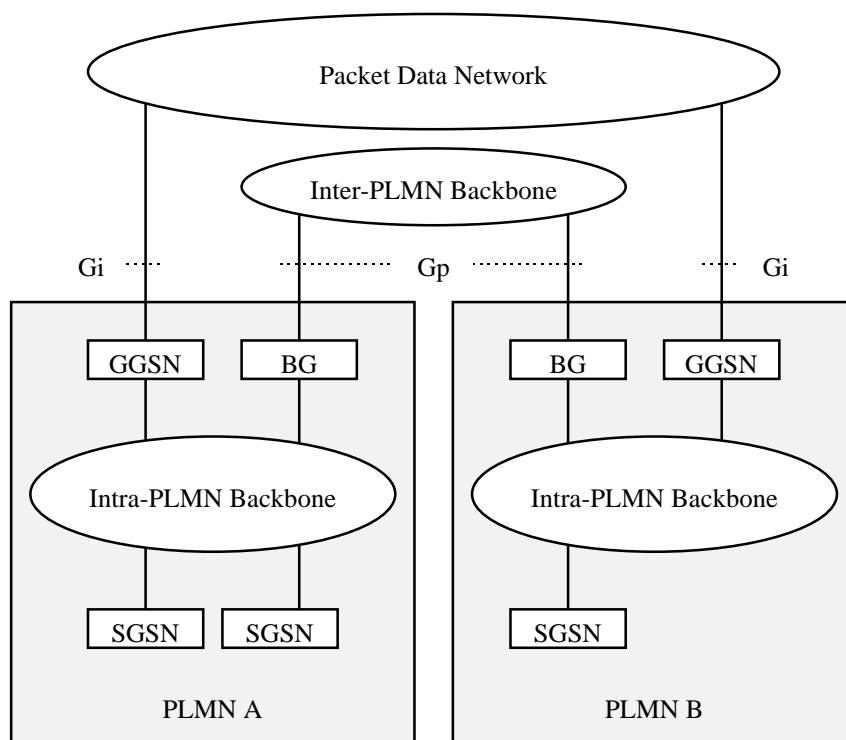 Packet Data Network
Inter-PLMN Backbone
Gi Gp Gi
GGSN BG BG GGSN
Intra-PLMN Backbone Intra-PLMN Backbone
SGSN SGSN SGSN
PLMN A PLMN B